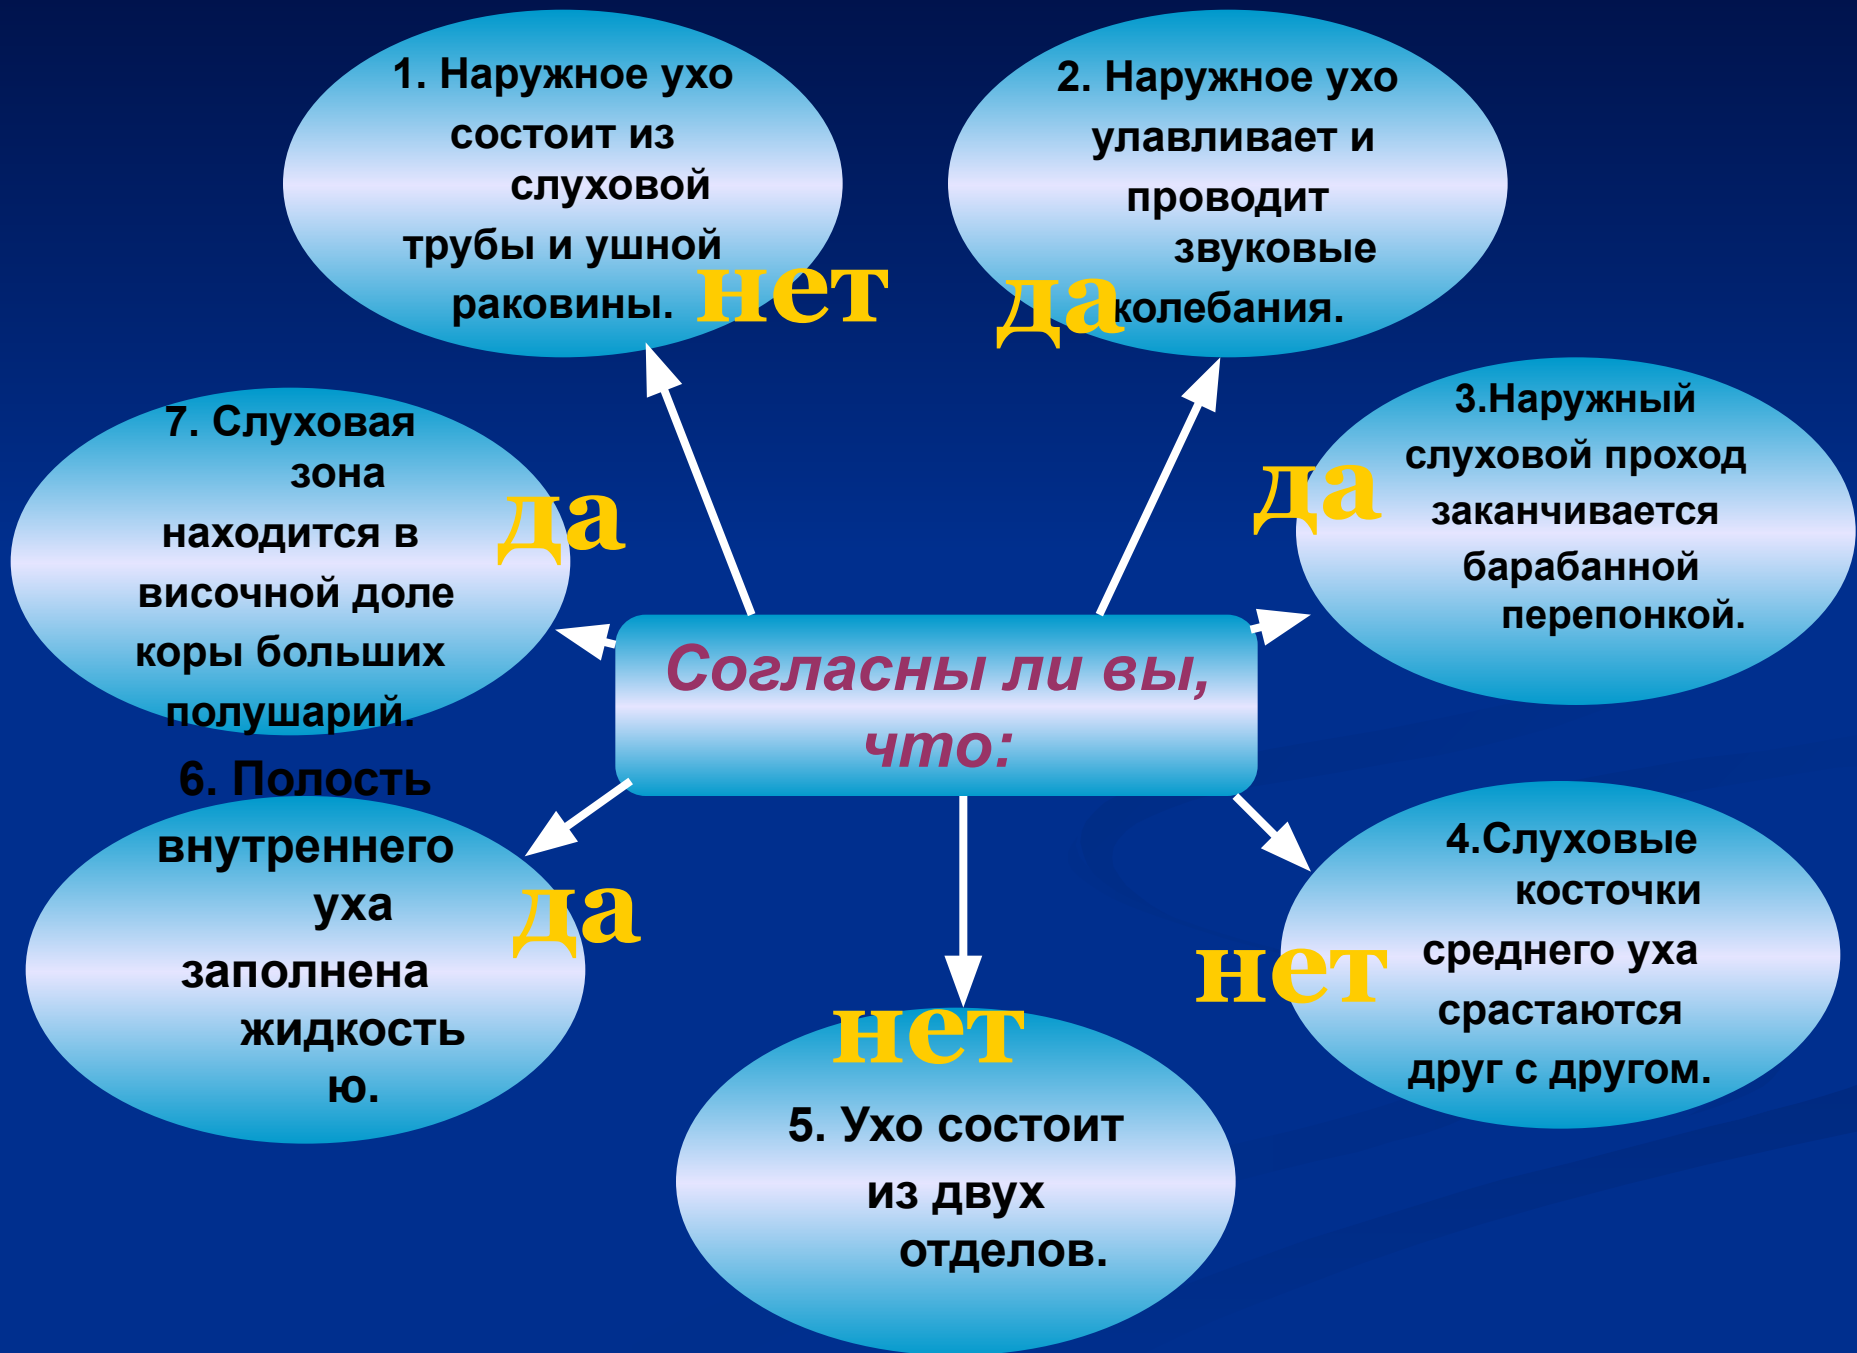 1. Наружное ухо
состоит из
слуховой
трубы и ушной
раковины.
нет
2. Наружное ухо
улавливает и
проводит
звуковые
колебания.
да
7. Слуховая
зона
находится в
височной доле
коры больших
полушарий.
да
3.Наружный
слуховой проход
заканчивается
барабанной
перепонкой.
да
Согласны ли вы,
что:
6. Полость
внутреннего
уха
заполнена
жидкость
ю.
да
4.Слуховые
косточки
среднего уха
срастаются
друг с другом.
нет
нет
5. Ухо состоит
из двух
отделов.